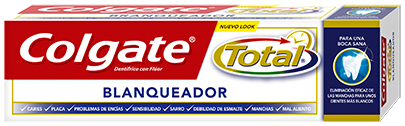 NUEVO LOOK
Colgate®
Total
Dentífrico con Flúor
BLANQUEADOR
✓ CARIES ✓ PLACA ✓ PROBLEMAS DE ENCÍAS ✓ SENSIBILIDAD ✓ SARRO ✓ DEBILIDAD DE ESMALTE ✓ MANCHAS ✓ MAL ALIENTO
PARA UNA
BOCA SANA
ELIMINACIÓN EFICAZ DE
LAS MANCHAS PARA UNOS
DIENTES MÁS BLANCOS